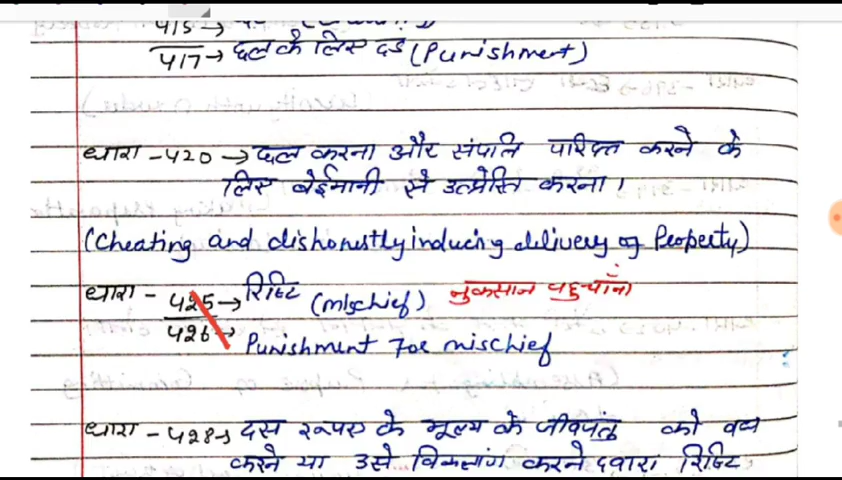 415→
417→ छल के लिए दंड (Punishment)
धारा - 420 → छल करना और संपत्ति परिदत्त करने के
लिए बेईमानी से उत्प्रेरित करना।
(Cheating and dishonestly inducing delivery of Property)
धारा - 425→ रिष्टि (mischief) नुकसान पहुचाँना
426→ Punishment for mischief
धारा - 428→ दस रूपए के मूल्य के जीवजंतु को वध
करने या उसे विकलांग करने द्वारा रिष्टि